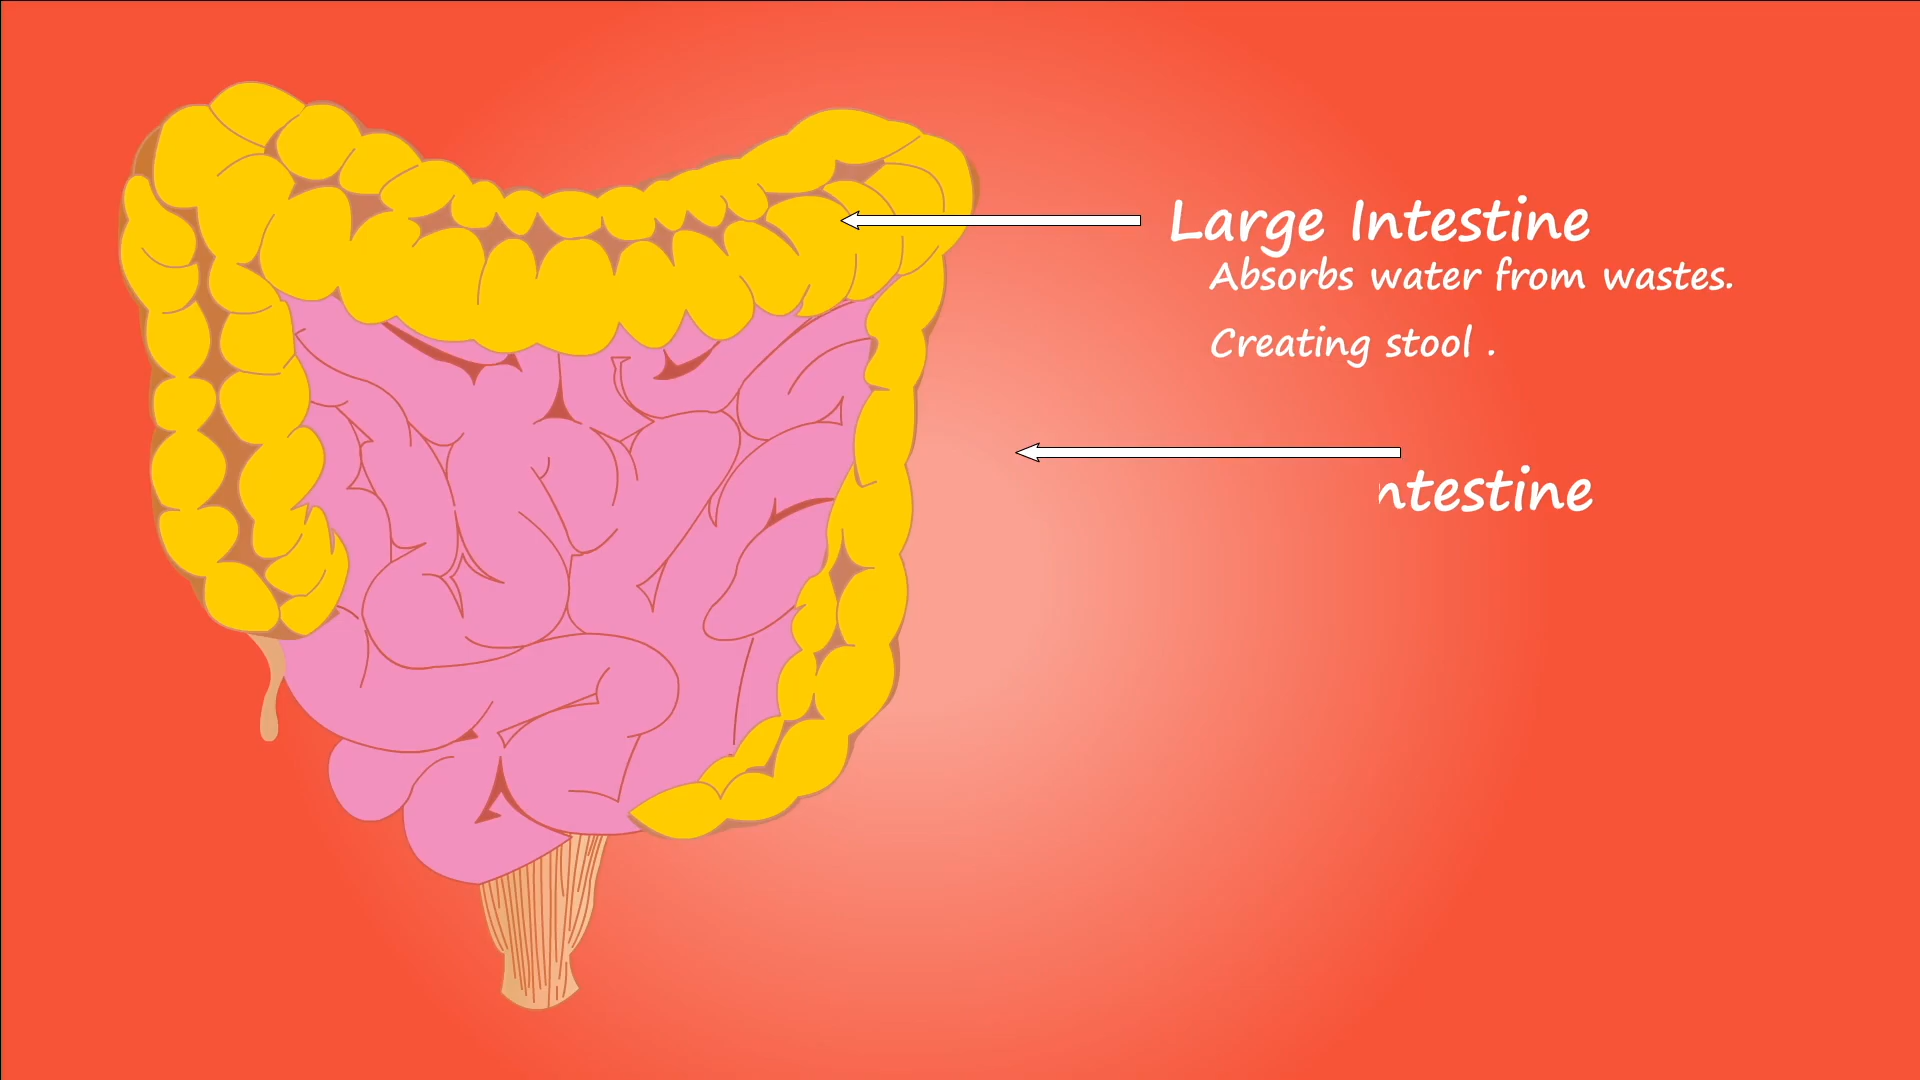 Large Intestine
Absorbs water from wastes.
Creating stool .
ntestine